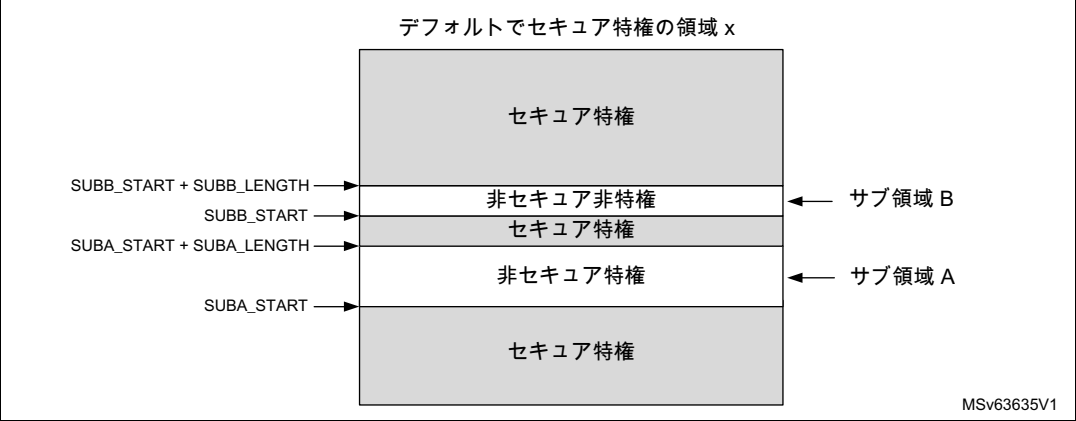 デフォルトでセキュア特権の領域 x
セキュア特権
SUBB_START + SUBB_LENGTH
非セキュア非特権
サブ領域 B
SUBB_START
セキュア特権
SUBA_START + SUBA_LENGTH
非セキュア特権
サブ領域 A
SUBA_START
セキュア特権
MSv63635V1